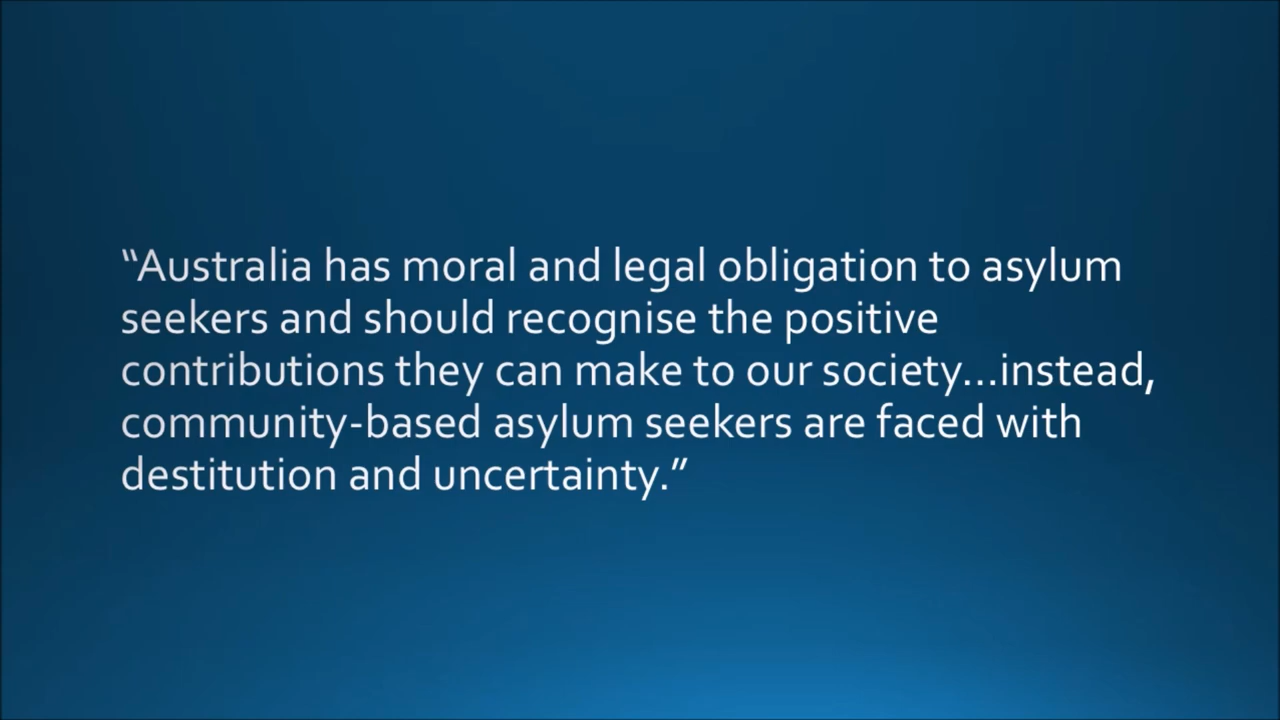 “Australia has moral and legal obligation to asylum
seekers and should recognise the positive
contributions they can make to our society...instead,
community-based asylum seekers are faced with
destitution and uncertainty.”